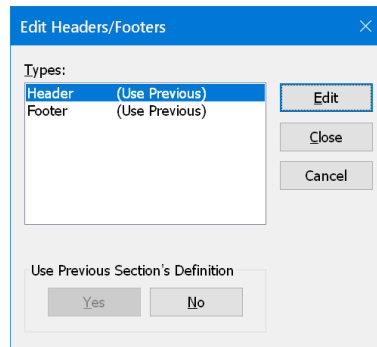 Edit Headers/Footers
Types:
Header (Use Previous)
Footer (Use Previous)
Edit
Close
Cancel
Use Previous Section's Definition
Yes No